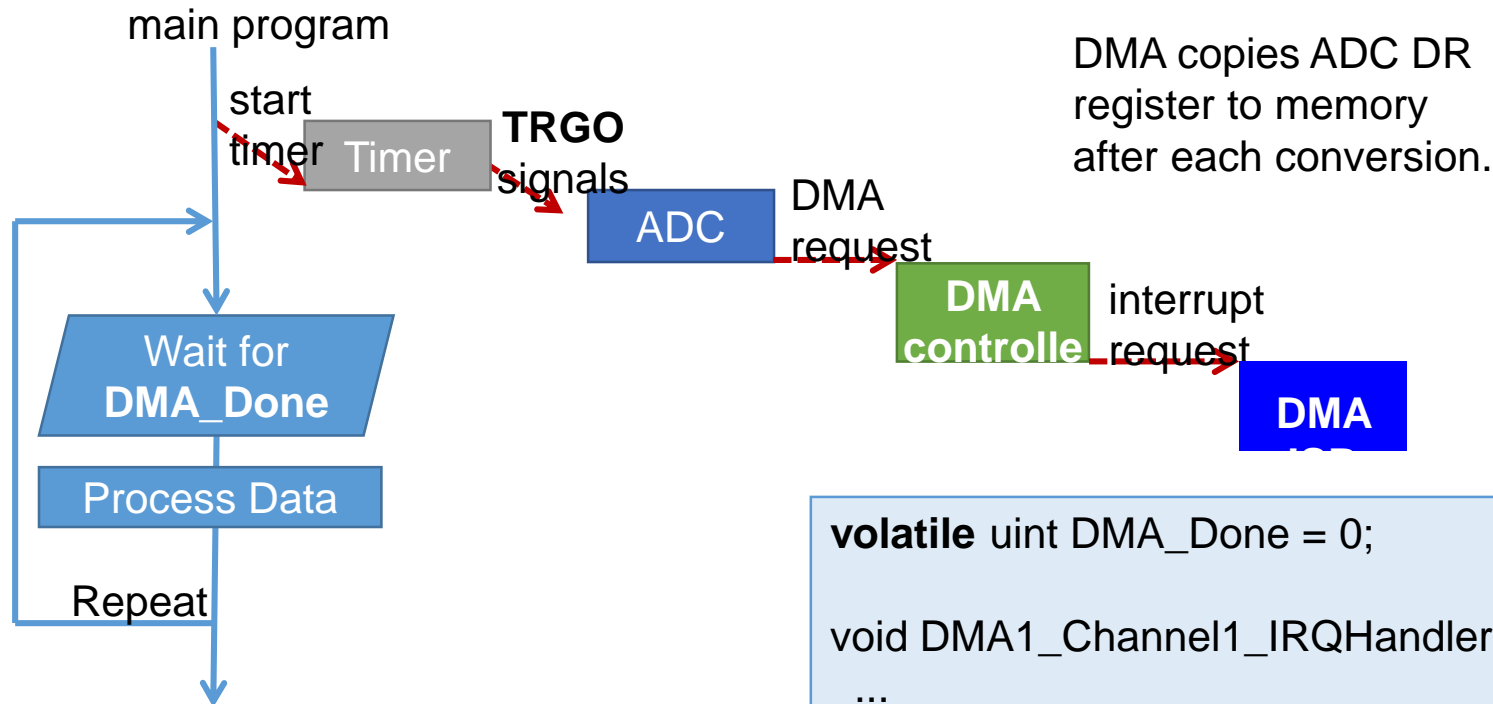 main program
start
timer
Timer
TRGO
signals
ADC
DMA
request
DMA
controlle
interrupt
request
DMA
DMA copies ADC DR
register to memory
after each conversion.
Wait for
DMA_Done
Process Data
Repeat
volatile uint DMA_Done = 0;
void DMA1_Channel1_IRQHandler
...